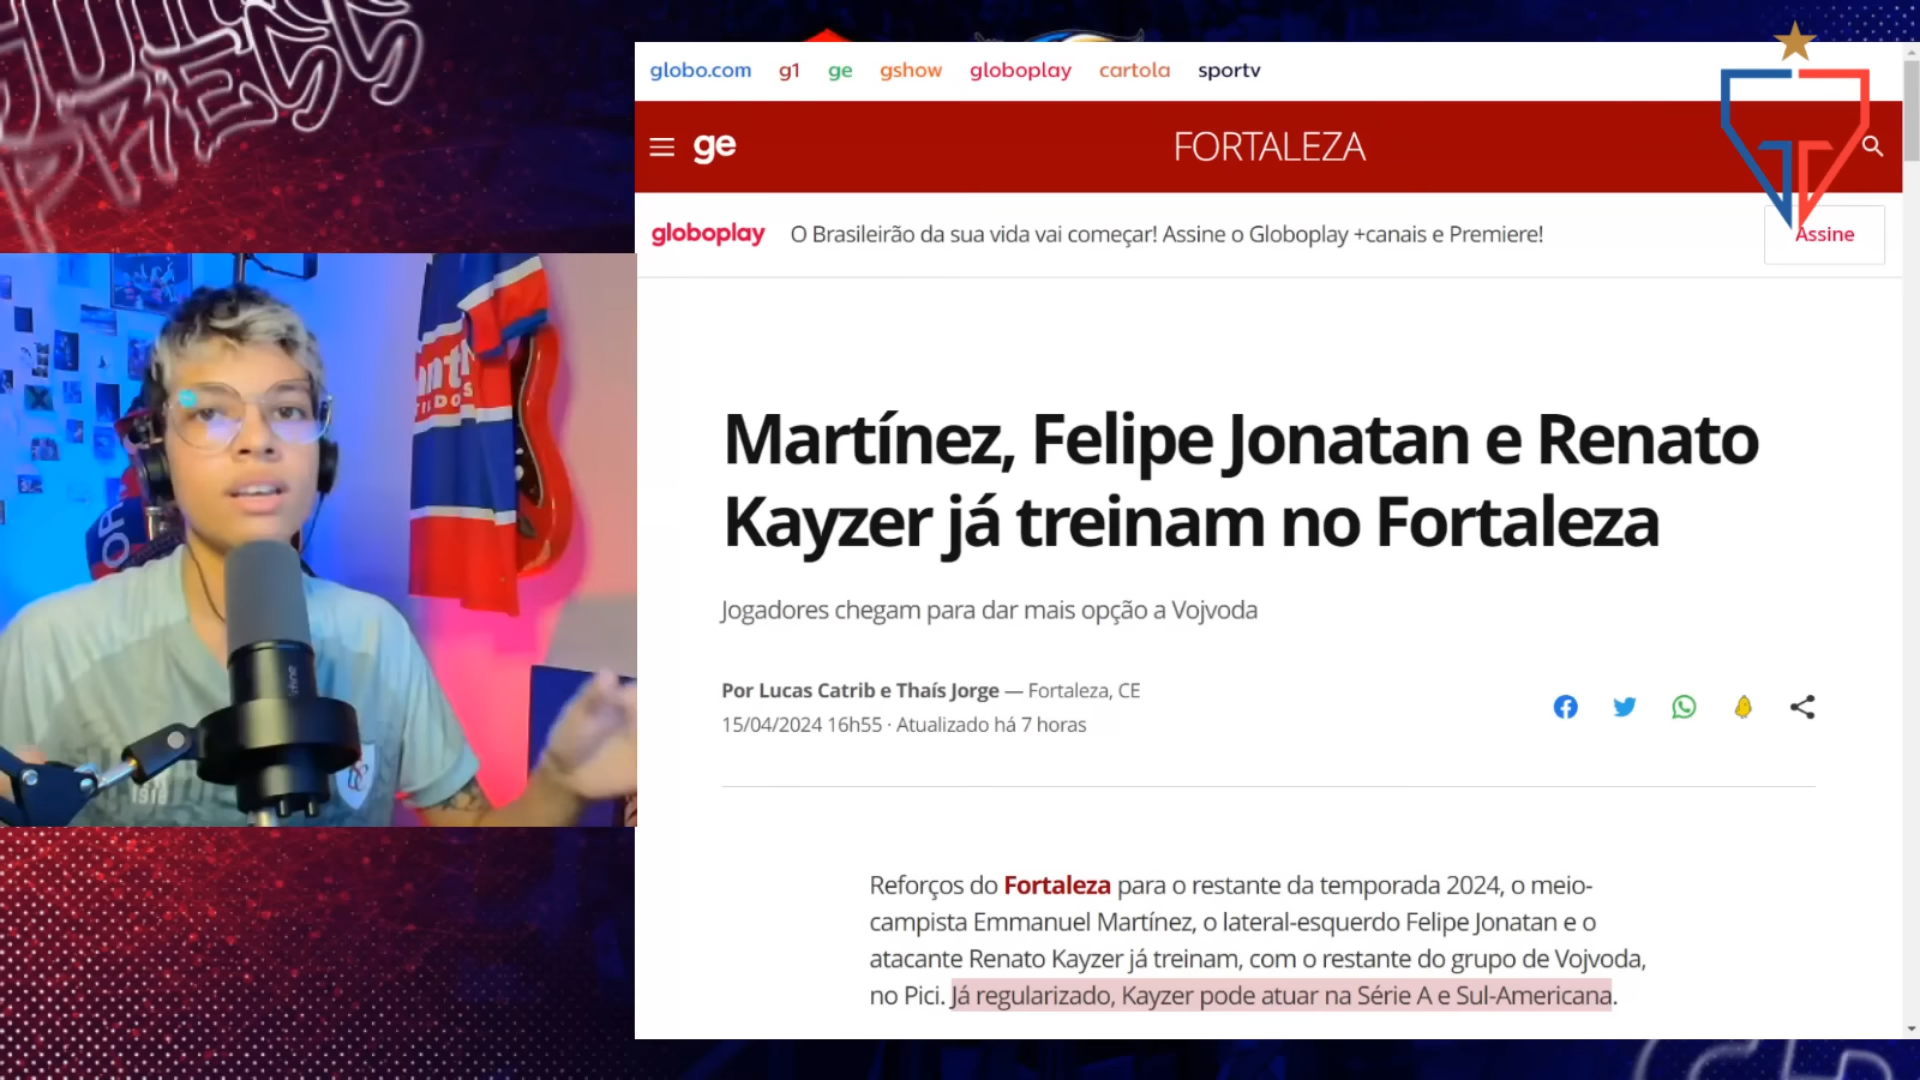 PRESS
globo.com g1 ge gshow globoplay cartola sportv
ge FORTALEZA
globoplay O Brasileirão da sua vida vai começar! Assine o Globoplay +canais e Premiere! Assine
Martínez, Felipe Jonatan e Renato
Kayzer já treinam no Fortaleza
Jogadores chegam para dar mais opção a Vojvoda
Por Lucas Catrib e Thaís Jorge — Fortaleza, CE
15/04/2024 16h55 · Atualizado há 7 horas
Reforços do Fortaleza para o restante da temporada 2024, o meio-
campista Emmanuel Martínez, o lateral-esquerdo Felipe Jonatan e o
atacante Renato Kayzer já treinam, com o restante do grupo de Vojvoda,
no Pici. Já regularizado, Kayzer pode atuar na Série A e Sul-Americana.